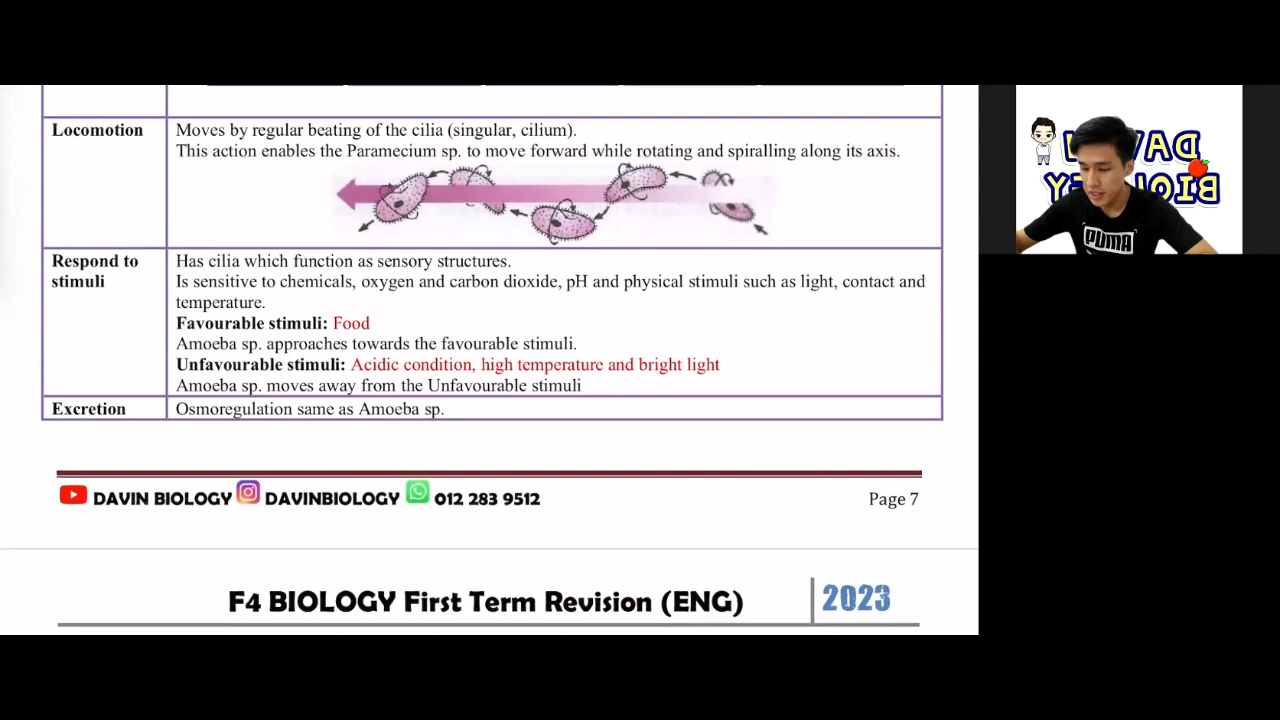 Locomotion
Moves by regular beating of the cilia (singular, cilium).
This action enables the Paramecium sp. to move forward while rotating and spiralling along its axis.
Respond to
stimuli
Has cilia which function as sensory structures.
Is sensitive to chemicals, oxygen and carbon dioxide, pH and physical stimuli such as light, contact and
temperature.
Favourable stimuli: Food
Amoeba sp. approaches towards the favourable stimuli.
Unfavourable stimuli: Acidic condition, high temperature and bright light
Amoeba sp. moves away from the Unfavourable stimuli
Excretion
Osmoregulation same as Amoeba sp.
DAVIN BIOLOGY DAVINBIOLOGY 012 283 9512
Page 7
F4 BIOLOGY First Term Revision (ENG)
2023
PUMA